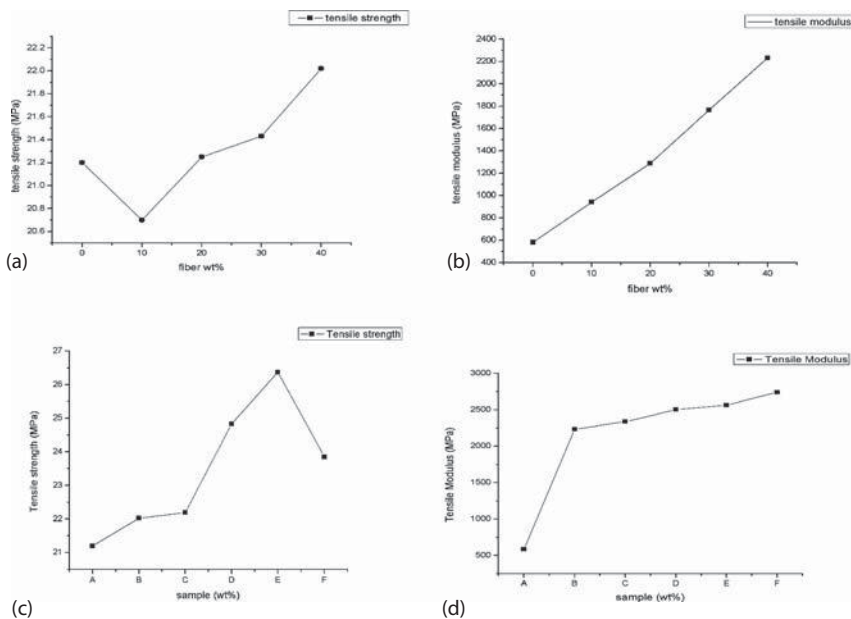 tensile strength
22.2
22.0
21.8
21.6
21.4
21.2
21.0
20.8
20.6
tensile strength (MPa)
0 10 20 30 40
fiber wt%
(a)
tensile modulus
2400
2200
2000
1800
1600
1400
1200
1000
800
600
400
tensile modulus (MPa)
0 10 20 30 40
fiber wt%
(b)
Tensile strength
27
26
25
24
23
22
21
Tensile strength (MPa)
A B C D E F
sample (wt%)
(c)
Tensile Modulus
3000
2500
2250
1500
750
500
Tensile Modulus (MPa)
A B C D E F
sample (wt%)
(d)